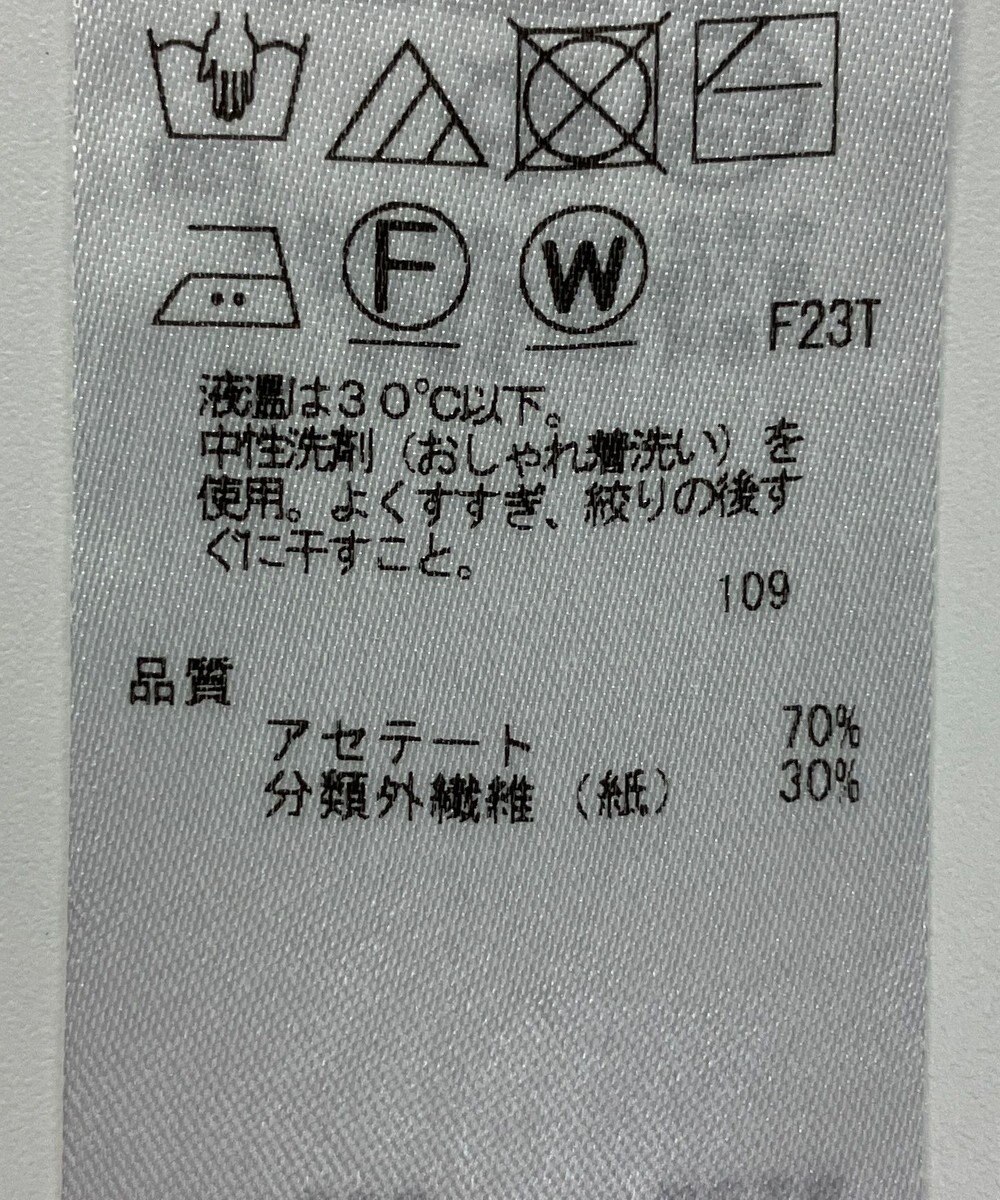 F
W
F23T
液温は30℃以下。
中性洗剤（おしゃれ着洗い）を
使用。よくすすぎ、絞りの後す
ぐに干すこと。
109
品質
アセテート 70%
分類外繊維（紙） 30%